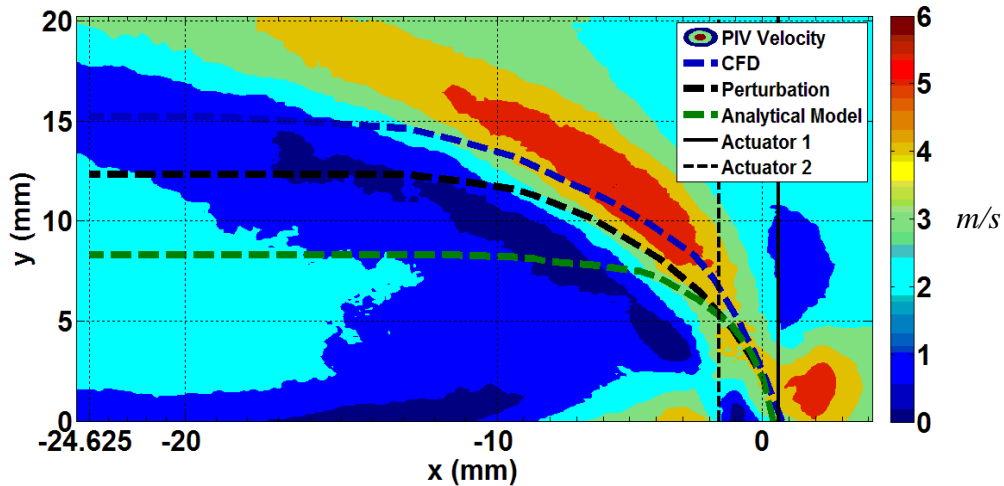 20
15
10
5
0
y (mm)
-24.625
-20
-10
0
x (mm)
PIV Velocity
CFD
Perturbation
Analytical Model
Actuator 1
Actuator 2
6
5
4
3
2
1
0
m/s